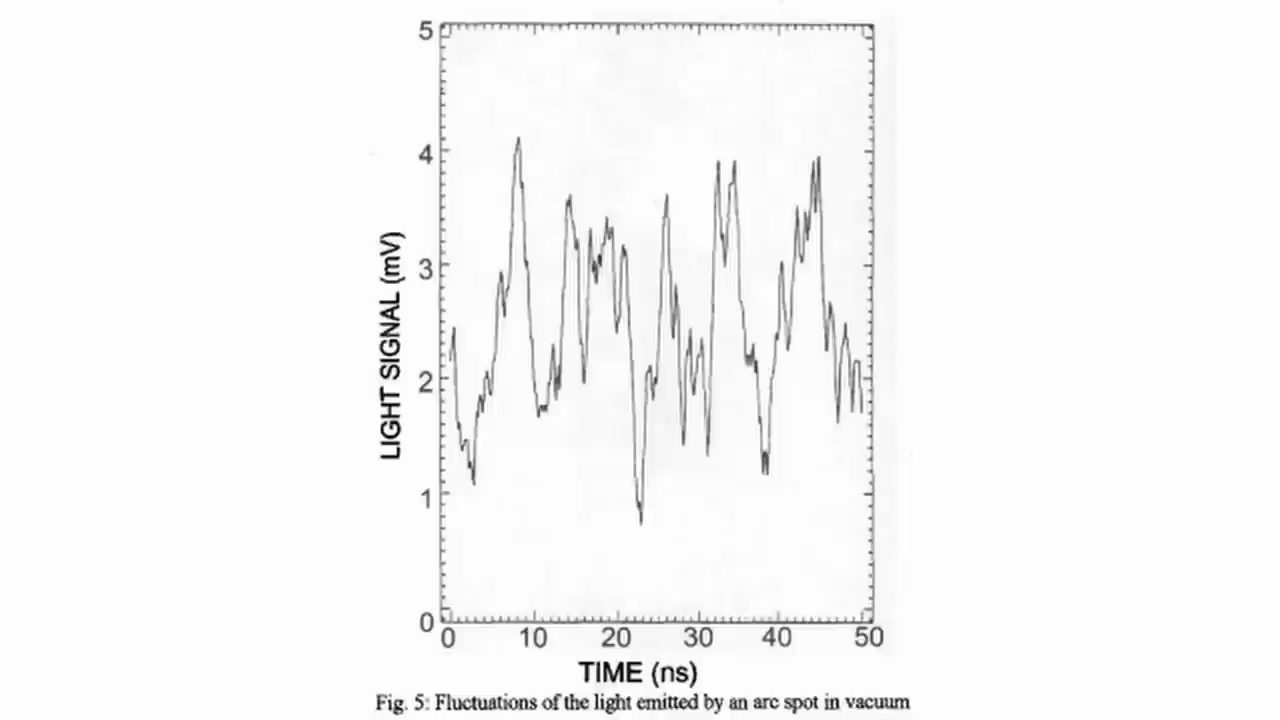 5
4
3
2
1
0
LIGHT SIGNAL (mV)
0 10 20 30 40 50
TIME (ns)
Fig. 5: Fluctuations of the light emitted by an arc spot in vacuum